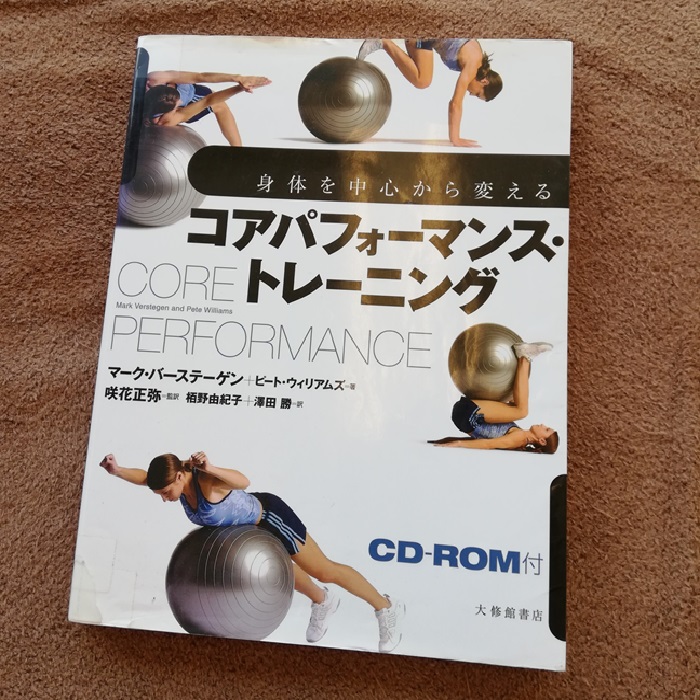 身体を中心から変える
コアパフォーマンス・
トレーニング
CORE
Mark Verstegen and Pete Williams
PERFORMANCE
マーク・バーステーゲン+ピート・ウィリアムズ=著
咲花正弥=監訳 栢野由紀子+澤田 勝=訳
CD-ROM付
大修館書店